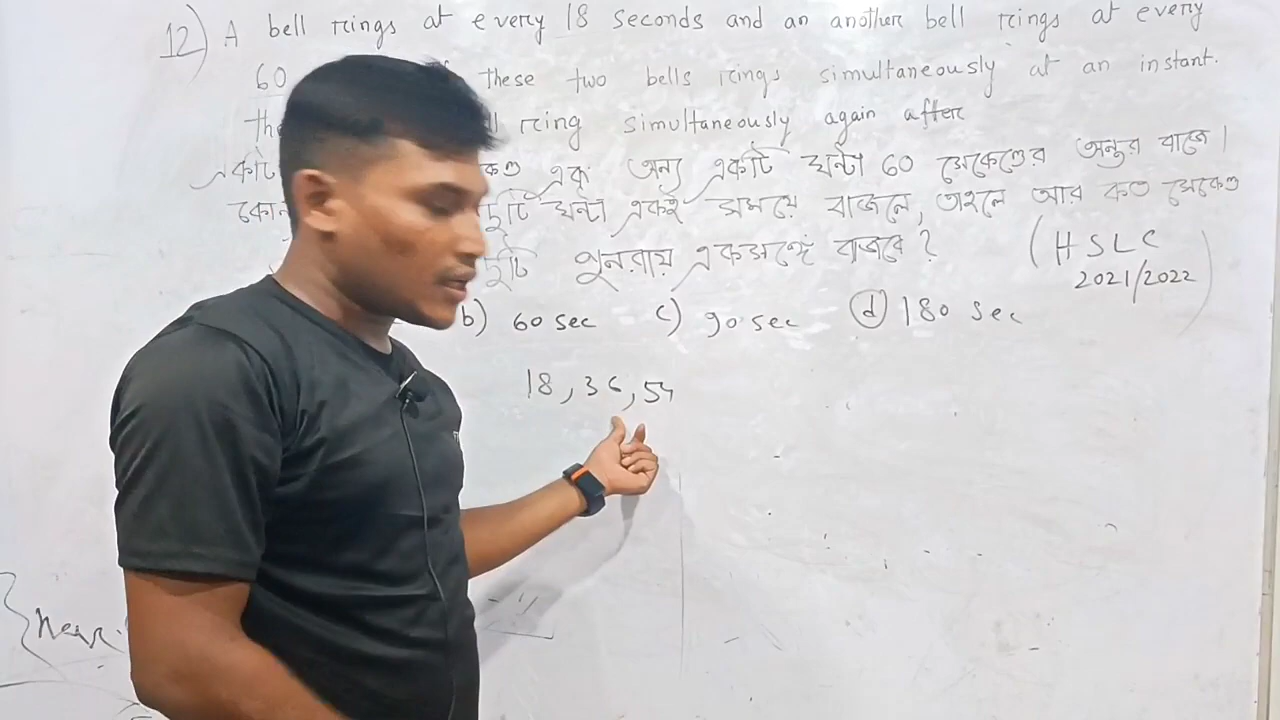 12) A bell rings at every 18 seconds and an another bell rings at every
60 these two bells rings simultaneously at an instant.
the ring simultaneously again after
একটি এক অন্য একটি ঘন্টা 60 সেকেণ্ডের অন্তর বাজে।
কোন দুটি ঘন্টা একই সময়ে বাজলে, তাহলে আর কত সেকেণ্ড
দুটি পুনরায় একসঙ্গে বাজবে?
(HSLC 2021/2022)
b) 60 sec c) 90 sec d) 180 sec
18, 36, 54